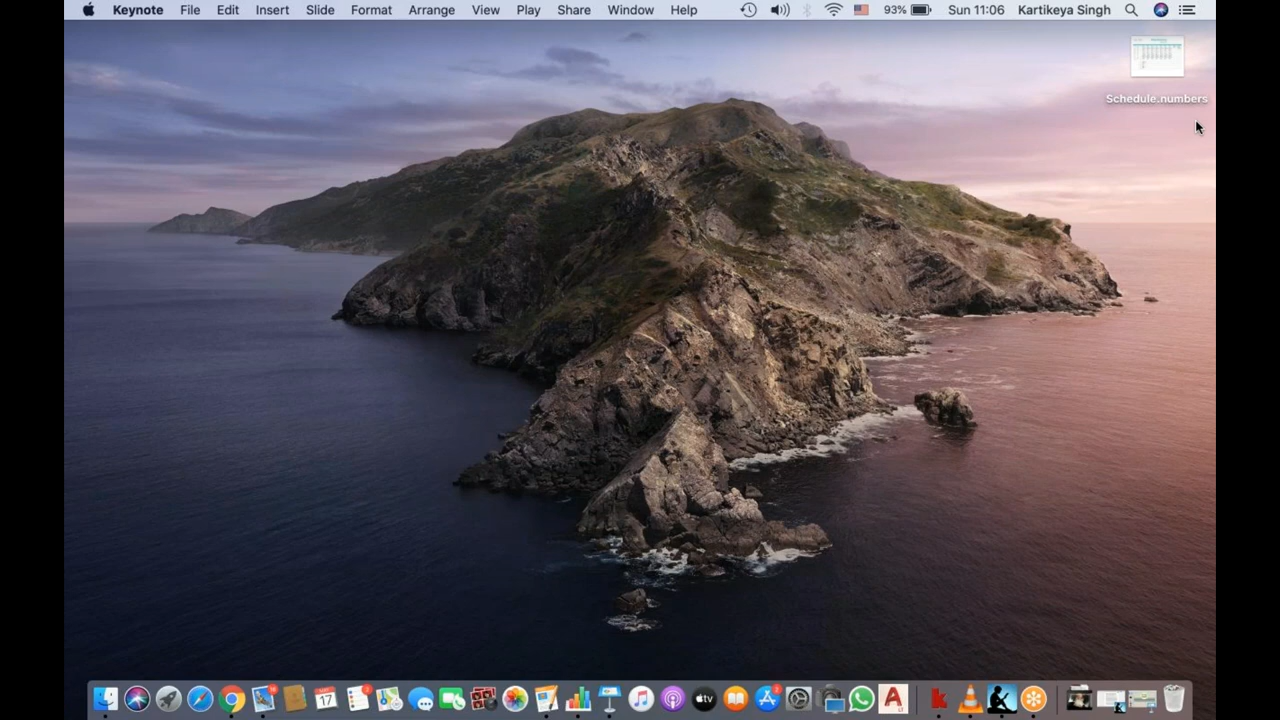 Keynote File Edit Insert Slide Format Arrange View Play Share Window Help 93% Sun 11:06 Kartikeya Singh
Schedule.numbers
17
tv